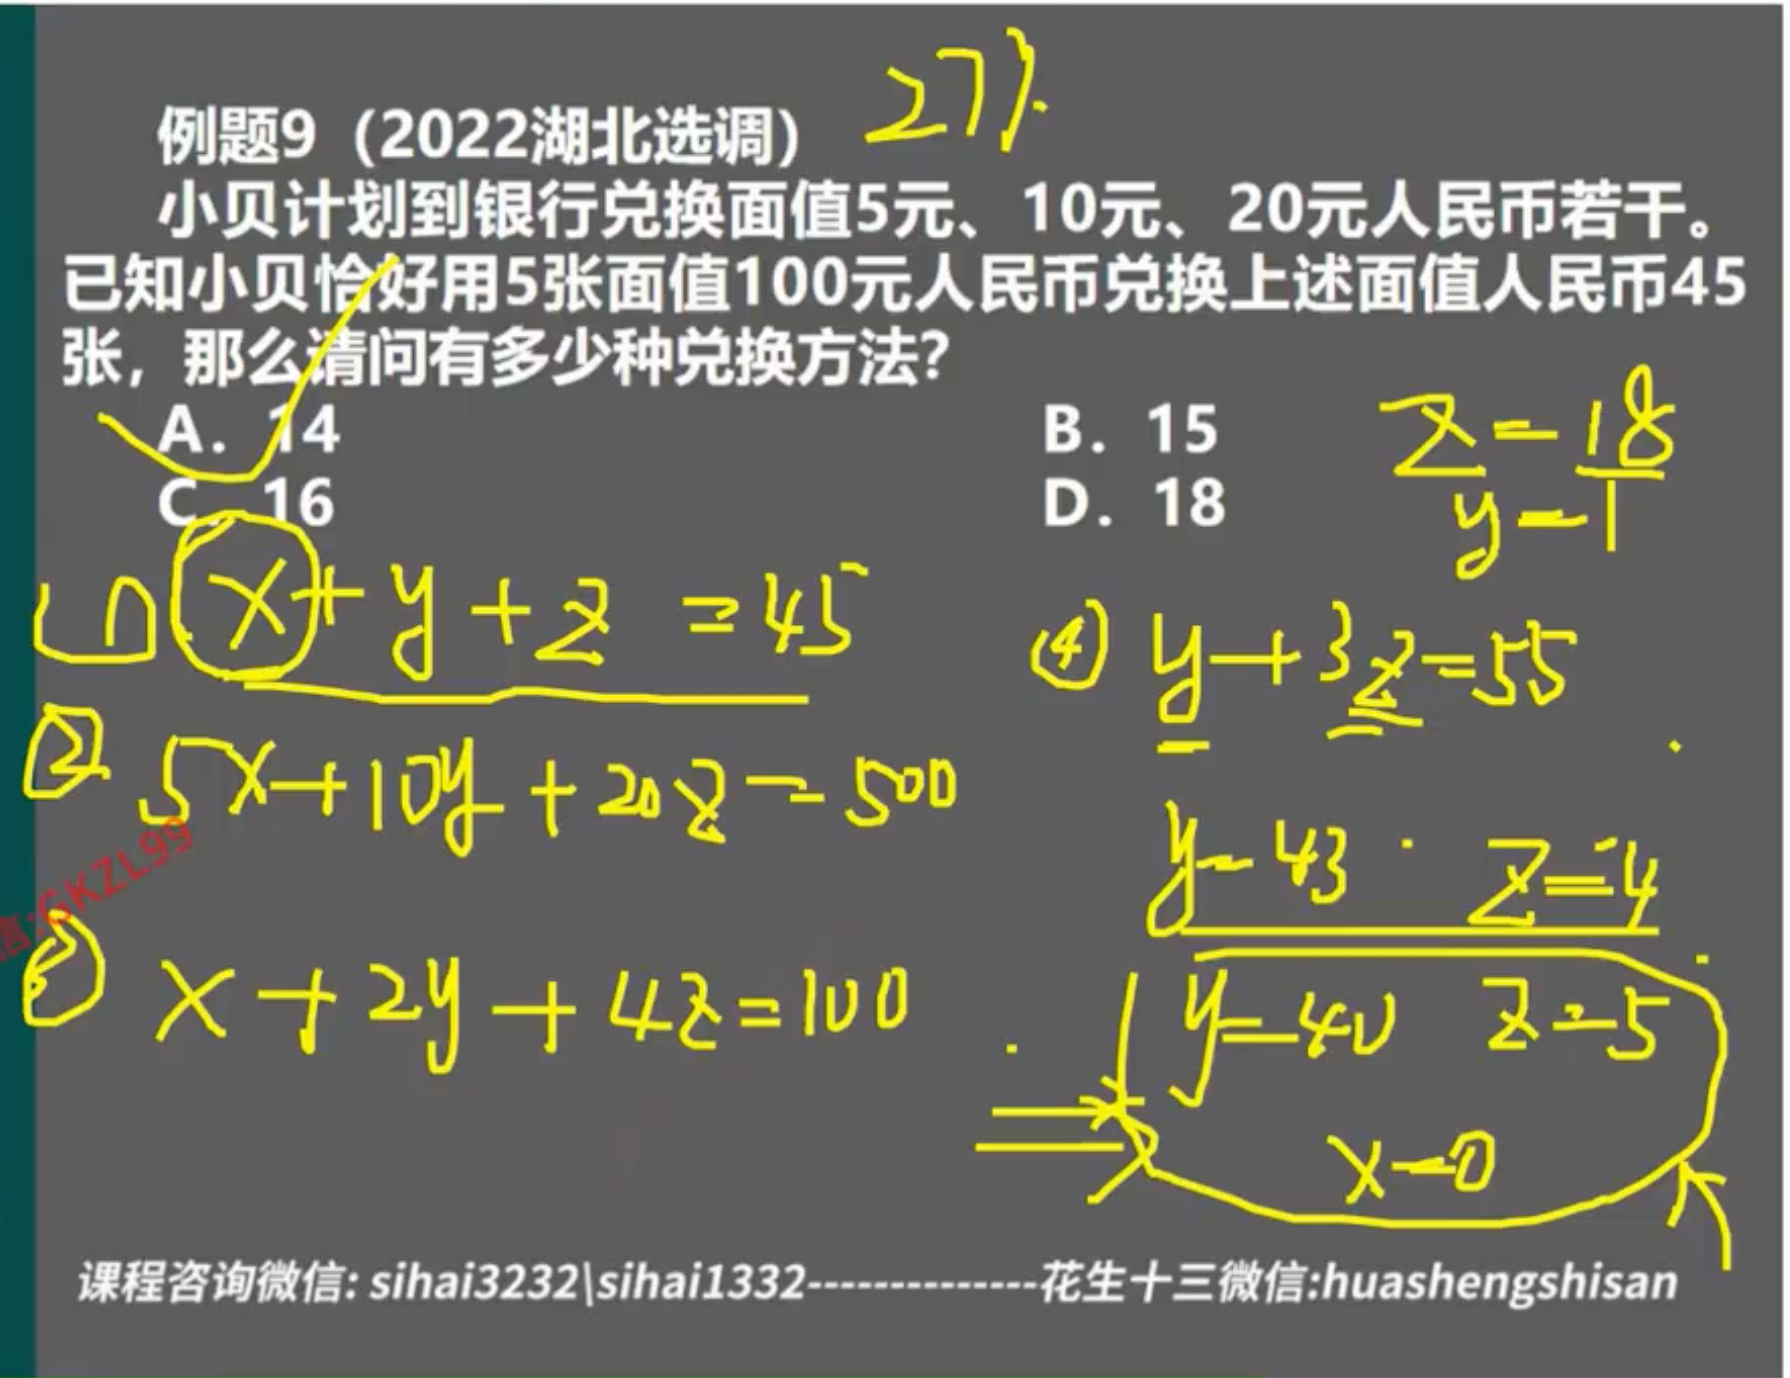 27%
例题9（2022湖北选调）
小贝计划到银行兑换面值5元、10元、20元人民币若干。
已知小贝恰好用5张面值100元人民币兑换上述面值人民币45
张，那么请问有多少种兑换方法？
A. 14
B. 15
C. 16
D. 18
z=18
y=1
x+y+z=45
④ y+3z=55
② 5x+10y+20z=500
y=43 z=4
信:GKZL99
x+2y+4z=100
y=40 z=5
x=0
课程咨询微信: sihai3232\sihai1332--------------花生十三微信:huashengshisan